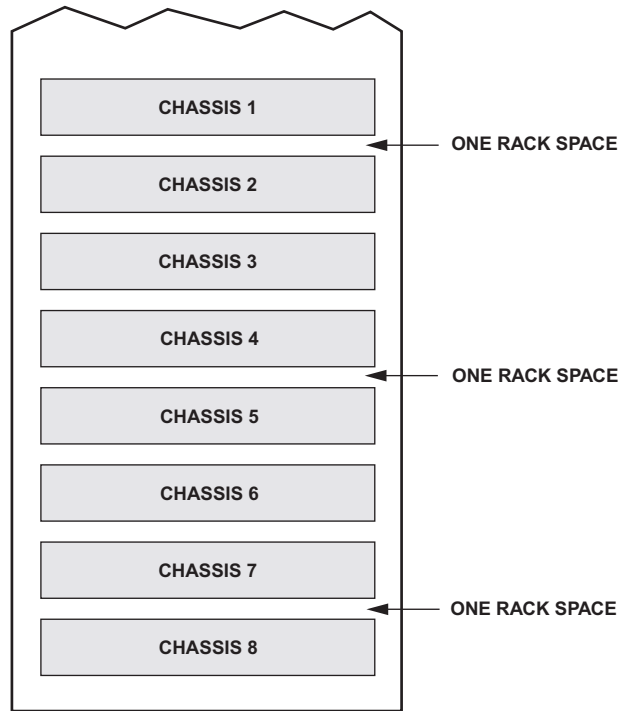 CHASSIS 1
ONE RACK SPACE
CHASSIS 2
CHASSIS 3
CHASSIS 4
ONE RACK SPACE
CHASSIS 5
CHASSIS 6
CHASSIS 7
ONE RACK SPACE
CHASSIS 8